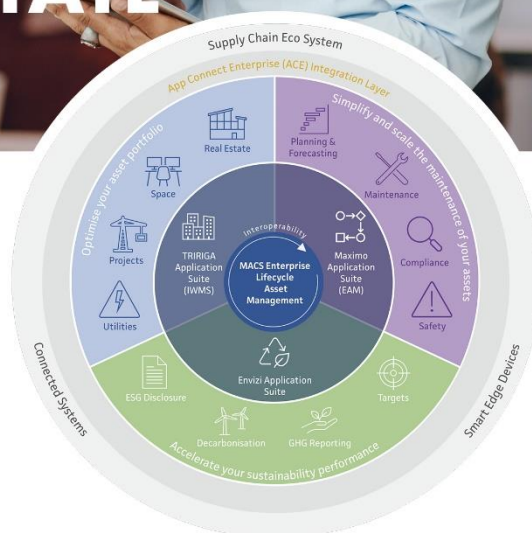 Supply Chain Eco System
App Connect Enterprise (ACE) Integration Layer
Optimise your asset portfolio
Simplify and scale the maintenance of your assets
Real Estate
Space
Projects
Utilities
Planning &
Forecasting
Maintenance
Compliance
Safety
TRIRIGA
Application
Suite
(IWMS)
Interoperability
MACS Enterprise
Lifecycle
Asset
Management
Maximo
Application
Suite
(EAM)
Envizi Application
Suite
ESG Disclosure
Decarbonisation
GHG Reporting
Targets
Accelerate your sustainability performance
Connected Systems
Smart Edge Devices